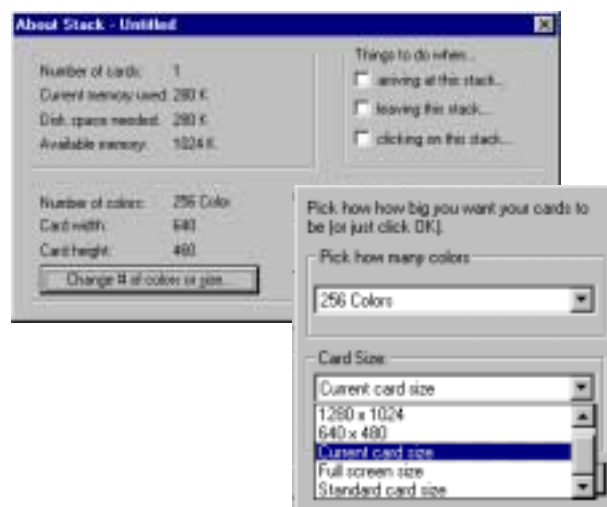 About Stack - Untitled
Number of cards: 1
Current memory used: 280 K
Disk space needed: 280 K
Available memory: 1024 K
Things to do when...
arriving at this stack...
leaving this stack...
clicking on this stack...
Number of colors: 256 Color
Card width: 640
Card height: 480
Change # of colors or size...
Pick how how big you want your cards to
be (or just click OK).
Pick how many colors
256 Colors
Card Size:
Current card size
1280 x 1024
640 x 480
Current card size
Full screen size
Standard card size